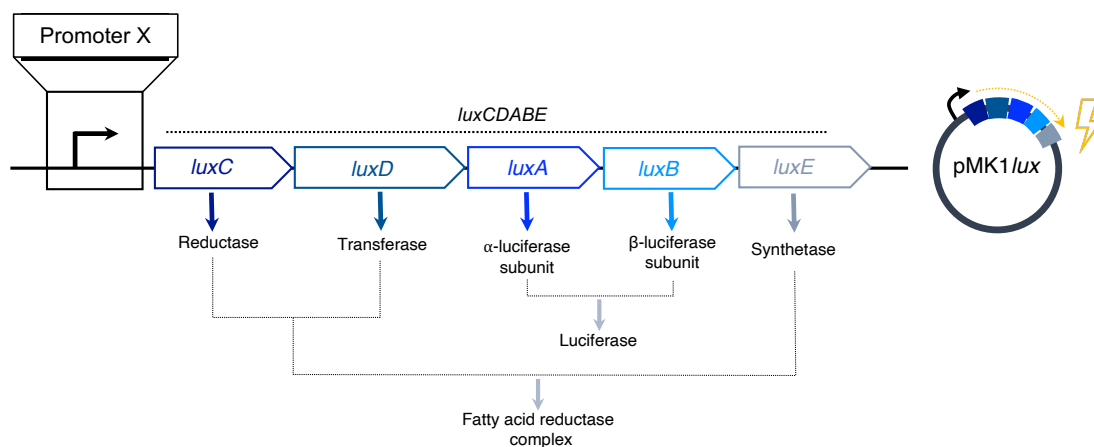 Promoter X
luxCDABE
luxC
luxD
luxA
luxB
luxE
pMK1lux
Reductase
Transferase
α-luciferase
subunit
β-luciferase
subunit
Synthetase
Luciferase
Fatty acid reductase
complex